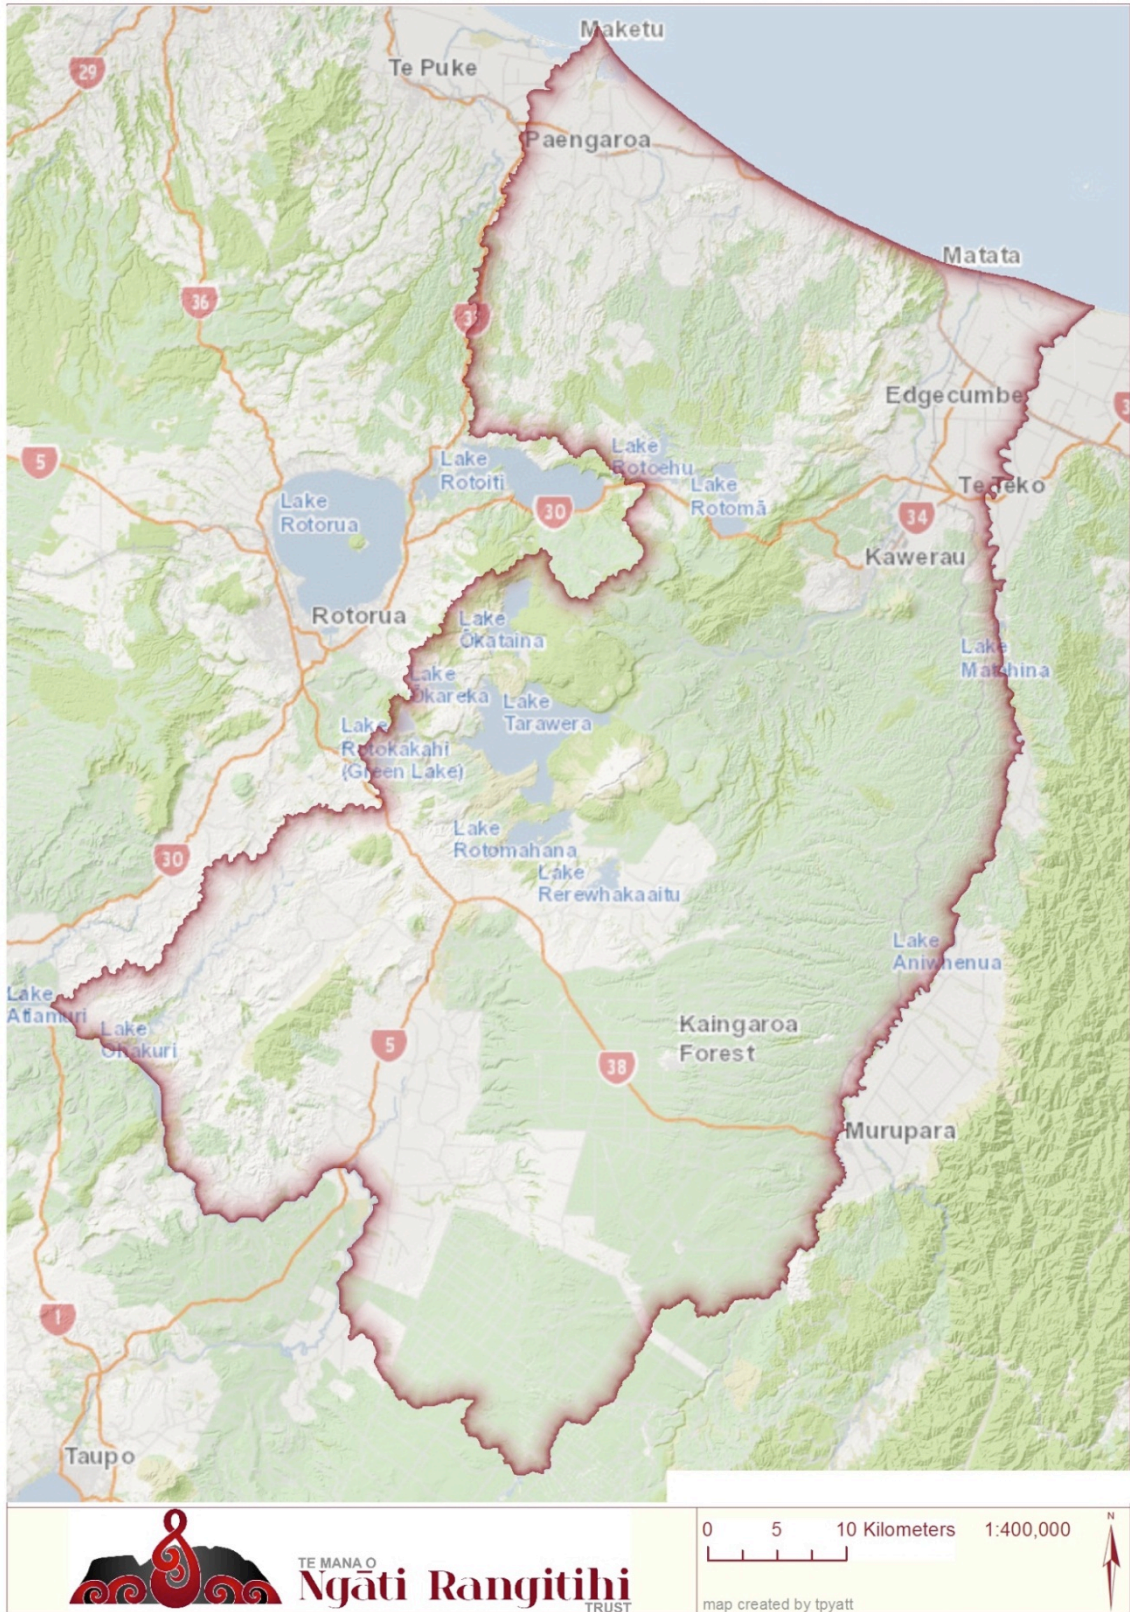 Maketu
Te Puke
29
Paengaroa
Matata
36
Edgecumbe
5
Lake
Rotoiti
Lake
Rotoehu
Lake
Rotomā
Te Teko
Lake
Rotorua
30
34
Kawerau
Rotorua
Lake
Ōkataina
Lake
Matahina
Lake
Okareka
Lake
Tarawera
Lake
Rotokakahi
(Green Lake)
Lake
Rotomahana
30
Lake
Rerewhakaaitu
Lake
Aniwhenua
Lake
Atiamuri
Lake
Ohakuri
Kaingaroa
Forest
5
38
Murupara
1
Taupo
TE MANA O
Ngāti Rangitihi
TRUST
0 5 10 Kilometers 1:400,000
N
map created by tpyatt